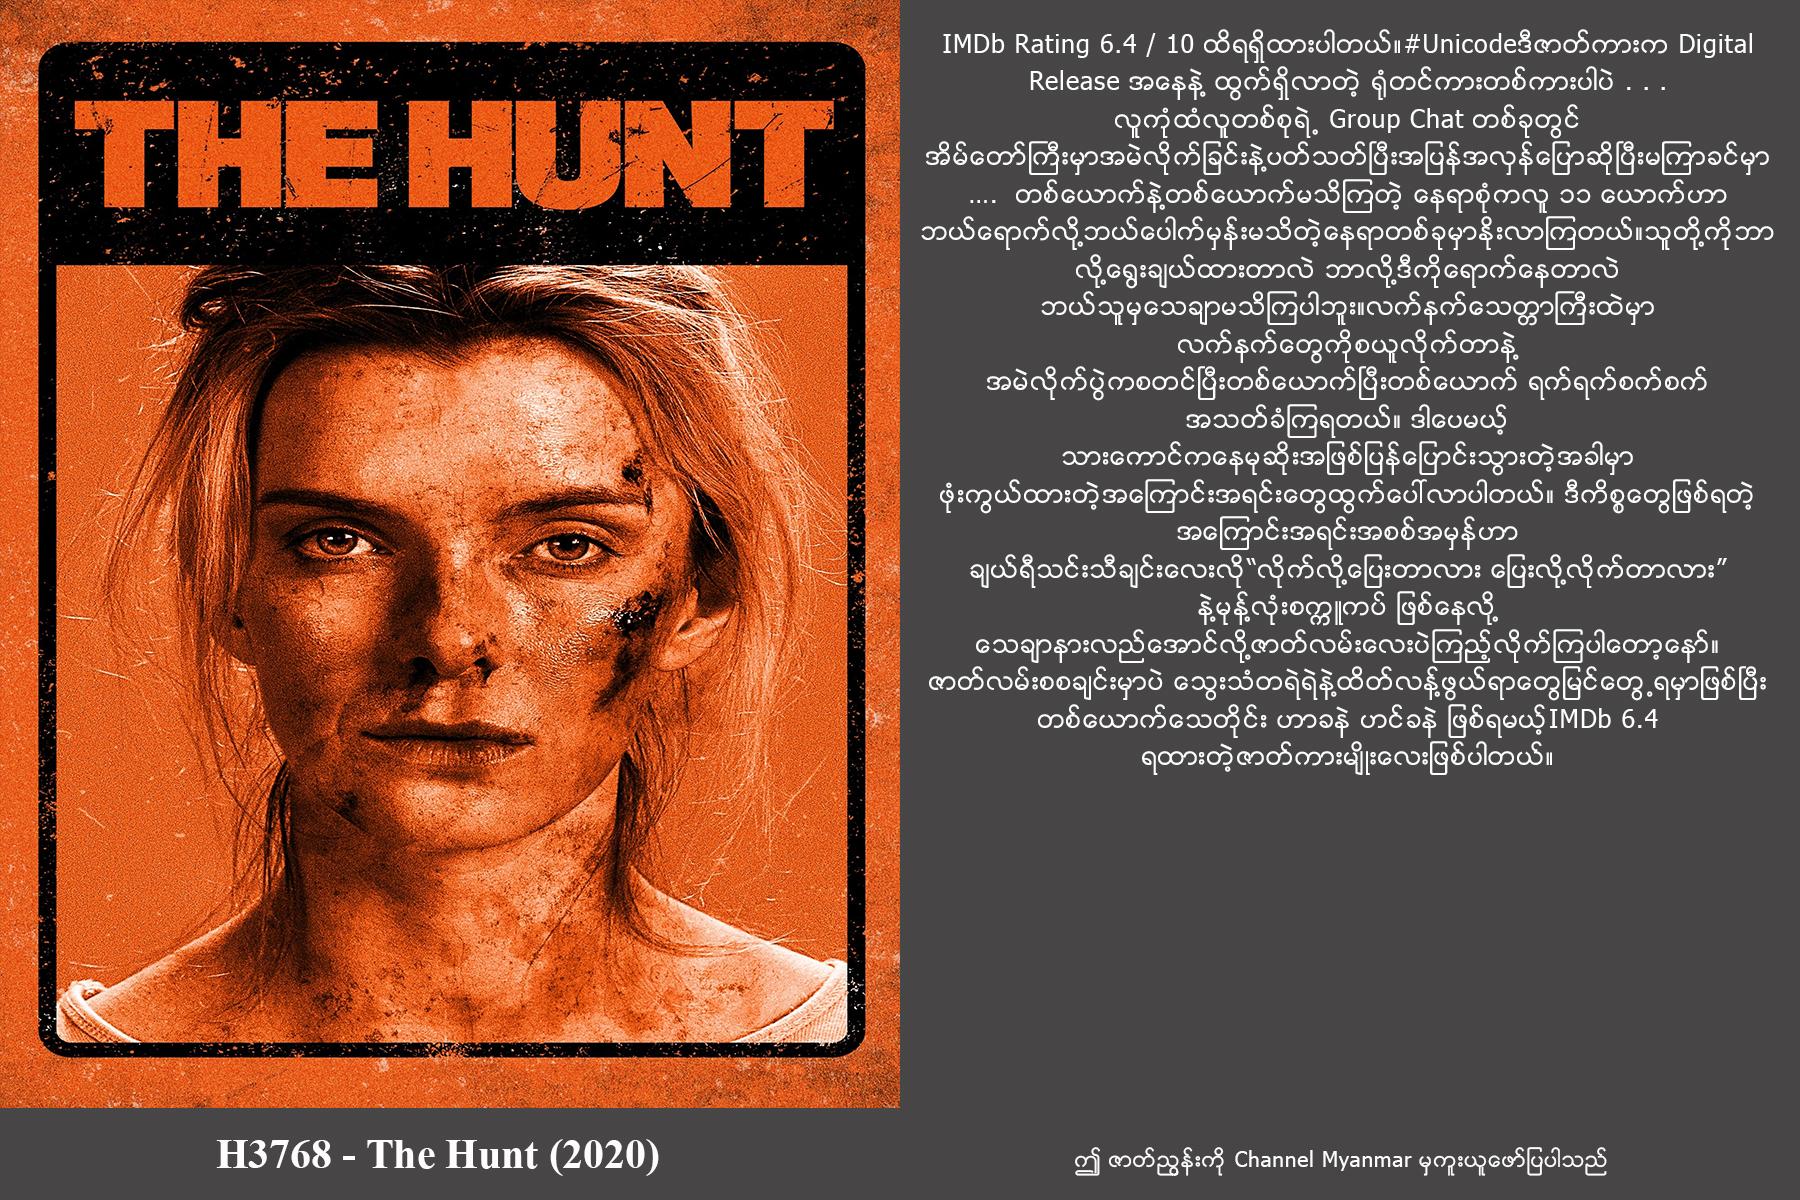 THE HUNT
H3768 - The Hunt (2020)
IMDb Rating 6.4 / 10 ထိရရှိထားပါတယ်။#Unicodeဒီဇာတ်ကားက Digital
Release အနေနဲ့ ထွက်ရှိလာတဲ့ ရုံတင်ကားတစ်ကားပါပဲ . . .
လူကုံထံလူတစ်စုရဲ့ Group Chat တစ်ခုတွင်
အိမ်တော်ကြီးမှာအမဲလိုက်ခြင်းနဲ့ပတ်သတ်ပြီးအပြန်အလှန်ပြောဆိုပြီးမကြာခင်မှာ
…. တစ်ယောက်နဲ့တစ်ယောက်မသိကြတဲ့ နေရာစုံကလူ ၁၁ ယောက်ဟာ
ဘယ်ရောက်လို့ဘယ်ပေါက်မှန်းမသိတဲ့နေရာတစ်ခုမှာနိုးလာကြတယ်။သူတို့ကိုဘာ
လို့ရွေးချယ်ထားတာလဲ ဘာလို့ဒီကိုရောက်နေတာလဲ
ဘယ်သူမှသေချာမသိကြပါဘူး။လက်နက်သေတ္တာကြီးထဲမှာ
လက်နက်တွေကိုစယူလိုက်တာနဲ့
အမဲလိုက်ပွဲကစတင်ပြီးတစ်ယောက်ပြီးတစ်ယောက် ရက်ရက်စက်စက်
အသတ်ခံကြရတယ်။ ဒါပေမယ့်
သားကောင်ကနေမုဆိုးအဖြစ်ပြန်ပြောင်းသွားတဲ့အခါမှာ
ဖုံးကွယ်ထားတဲ့အကြောင်းအရင်းတွေထွက်ပေါ်လာပါတယ်။ ဒီကိစ္စတွေဖြစ်ရတဲ့
အကြောင်းအရင်းအစစ်အမှန်ဟာ
ချယ်ရီသင်းသီချင်းလေးလို“လိုက်လို့ပြေးတာလား ပြေးလို့လိုက်တာလား”
နဲ့မုန့်လုံးစက္ကူကပ် ဖြစ်နေလို့
သေချာနားလည်အောင်လို့ဇာတ်လမ်းလေးပဲကြည့်လိုက်ကြပါတော့နော်။
ဇာတ်လမ်းစစချင်းမှာပဲ သွေးသံတရဲရဲနဲ့ထိတ်လန့်ဖွယ်ရာတွေမြင်တွေ့ရမှာဖြစ်ပြီး
တစ်ယောက်သေတိုင်း ဟာခနဲ ဟင်ခနဲ ဖြစ်ရမယ့်IMDb 6.4
ရထားတဲ့ဇာတ်ကားမျိုးလေးဖြစ်ပါတယ်။
ဤ ဇာတ်ညွှန်းကို Channel Myanmar မှကူးယူဖော်ပြပါသည်